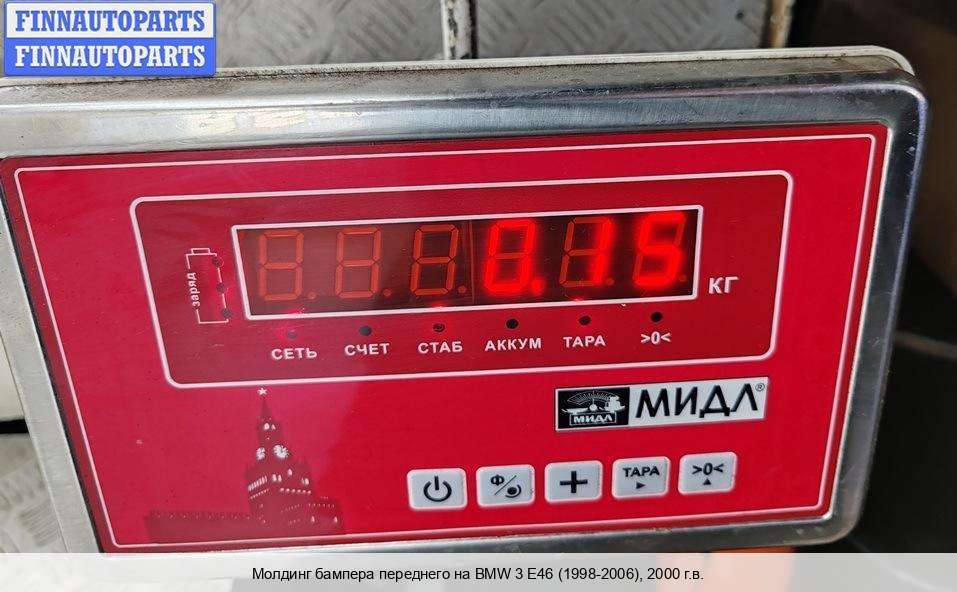 FINNAUTOPARTS
FINNAUTOPARTS
0.15
КГ
заряд
СЕТЬ СЧЕТ СТАБ АККУМ ТАРА >0<
МИДЛ МИДЛ®
Ф ТАРА >0<
Молдинг бампера переднего на BMW 3 E46 (1998-2006), 2000 г.в.